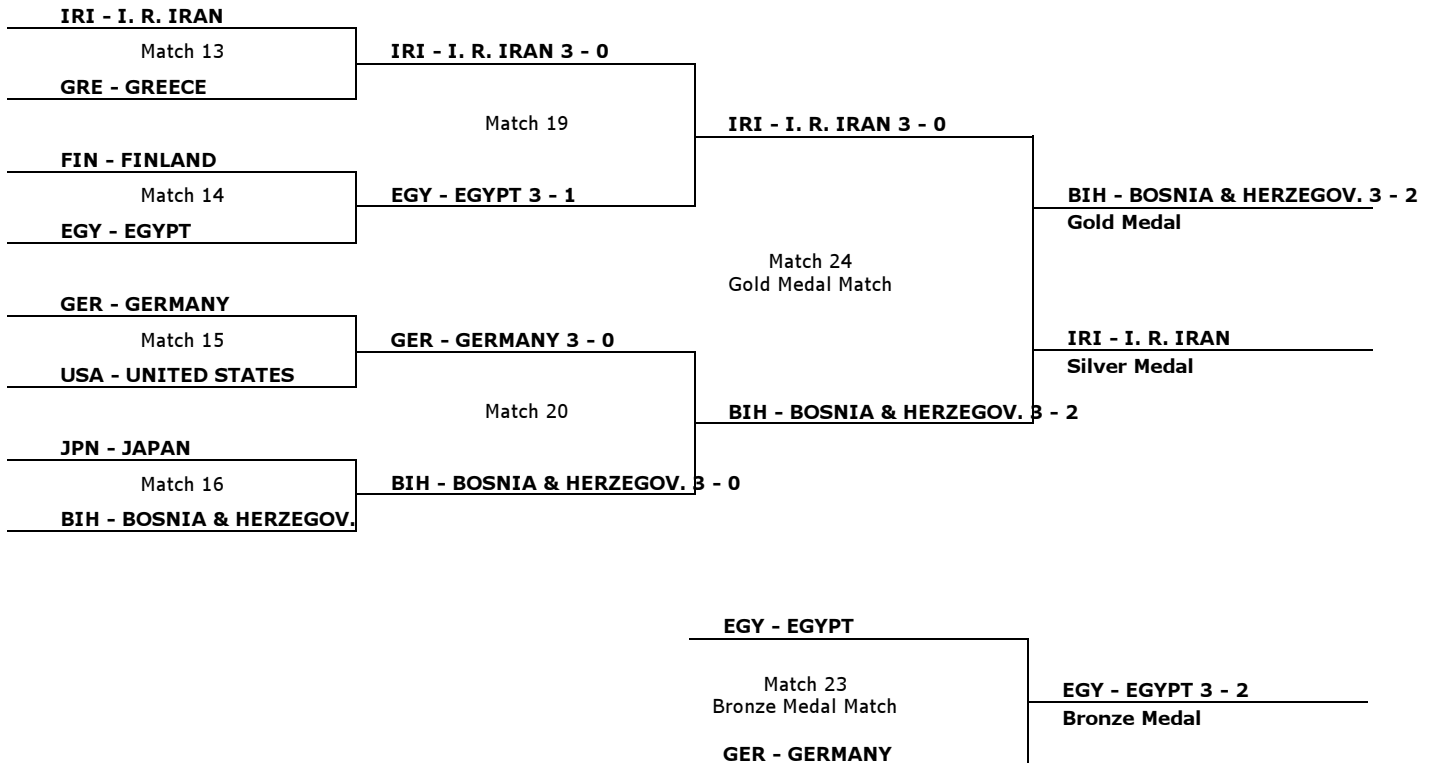 IRI - I. R. IRAN
Match 13
GRE - GREECE
FIN - FINLAND
Match 14
EGY - EGYPT
GER - GERMANY
Match 15
USA - UNITED STATES
JPN - JAPAN
Match 16
BIH - BOSNIA & HERZEGOV.
IRI - I. R. IRAN 3 - 0
Match 19
EGY - EGYPT 3 - 1
GER - GERMANY 3 - 0
Match 20
BIH - BOSNIA & HERZEGOV. 3 - 0
IRI - I. R. IRAN 3 - 0
Match 24
Gold Medal Match
BIH - BOSNIA & HERZEGOV. 3 - 2
BIH - BOSNIA & HERZEGOV. 3 - 2
Gold Medal
IRI - I. R. IRAN
Silver Medal
EGY - EGYPT
Match 23
Bronze Medal Match
GER - GERMANY
EGY - EGYPT 3 - 2
Bronze Medal